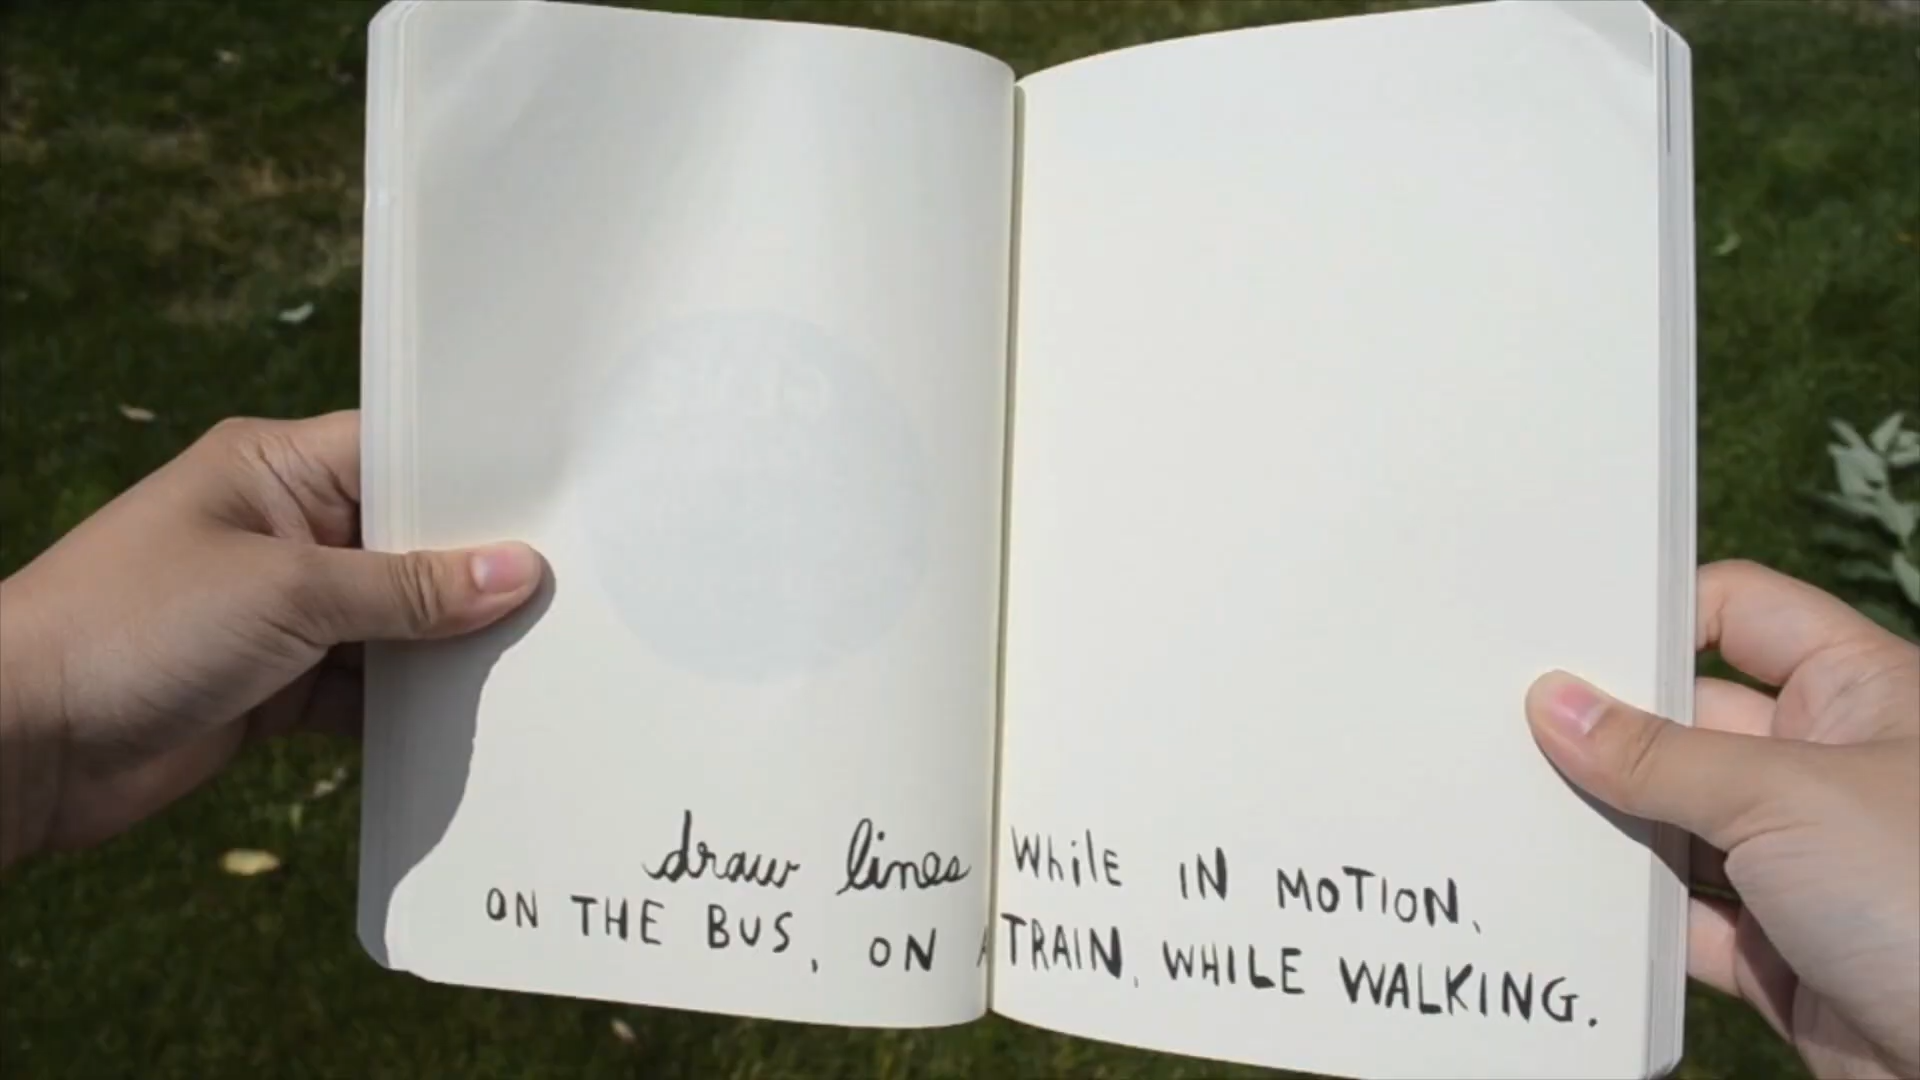 draw lines While IN MOTION,
ON THE BUS, ON A TRAIN, WHILE WALKING.